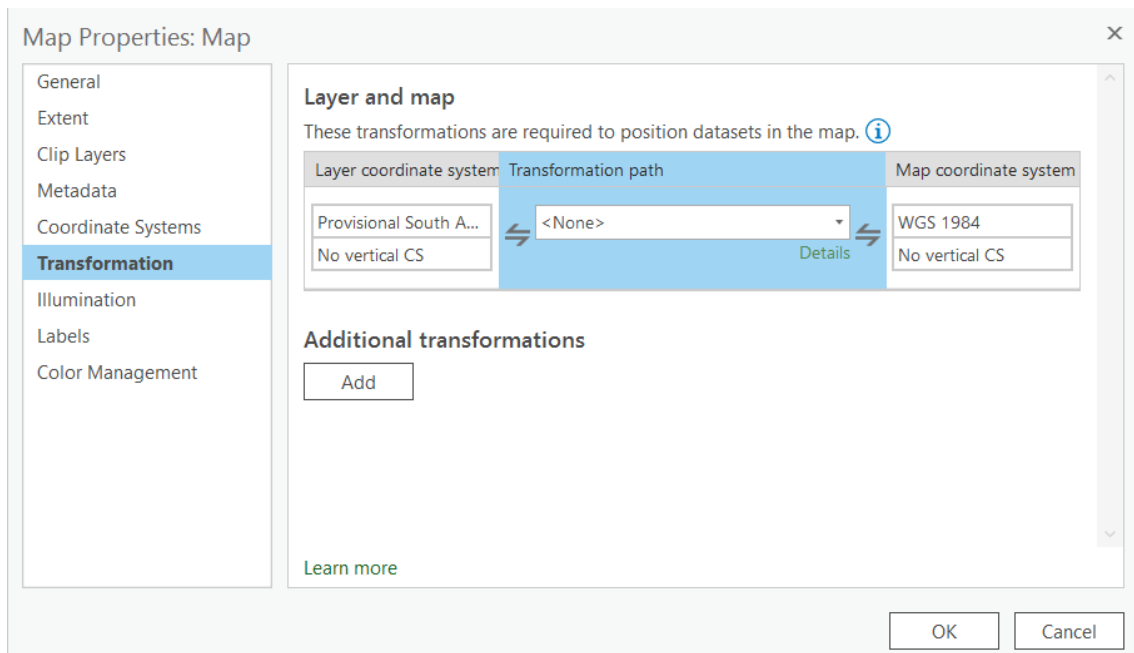 Map Properties: Map
General
Extent
Clip Layers
Metadata
Coordinate Systems
Transformation
Illumination
Labels
Color Management
Layer and map
These transformations are required to position datasets in the map.
Layer coordinate system Transformation path Map coordinate system
Provisional South A... <None> WGS 1984
No vertical CS Details No vertical CS
Additional transformations
Add
Learn more
OK Cancel